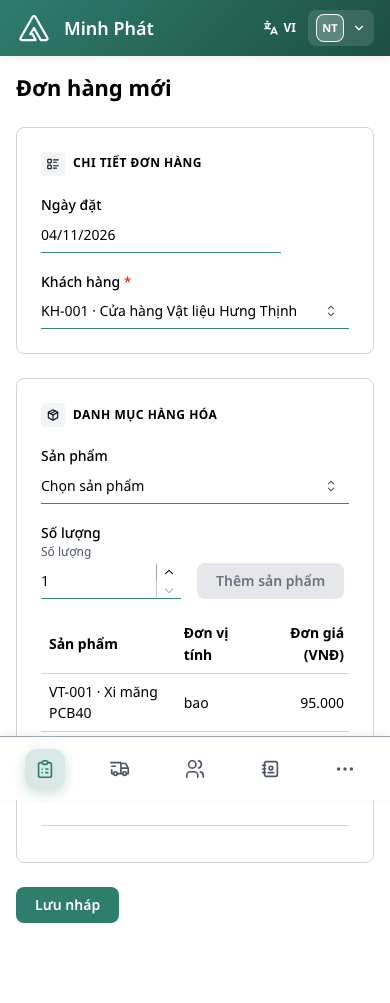 Minh Phát
VI
NT
Đơn hàng mới
CHI TIẾT ĐƠN HÀNG
Ngày đặt
04/11/2026
Khách hàng *
KH-001 · Cửa hàng Vật liệu Hưng Thịnh
DANH MỤC HÀNG HÓA
Sản phẩm
Chọn sản phẩm
Số lượng
Số lượng
1
Thêm sản phẩm
Sản phẩm
Đơn vị
tính
Đơn giá
(VNĐ)
VT-001 · Xi măng
PCB40
bao
95.000
Lưu nháp